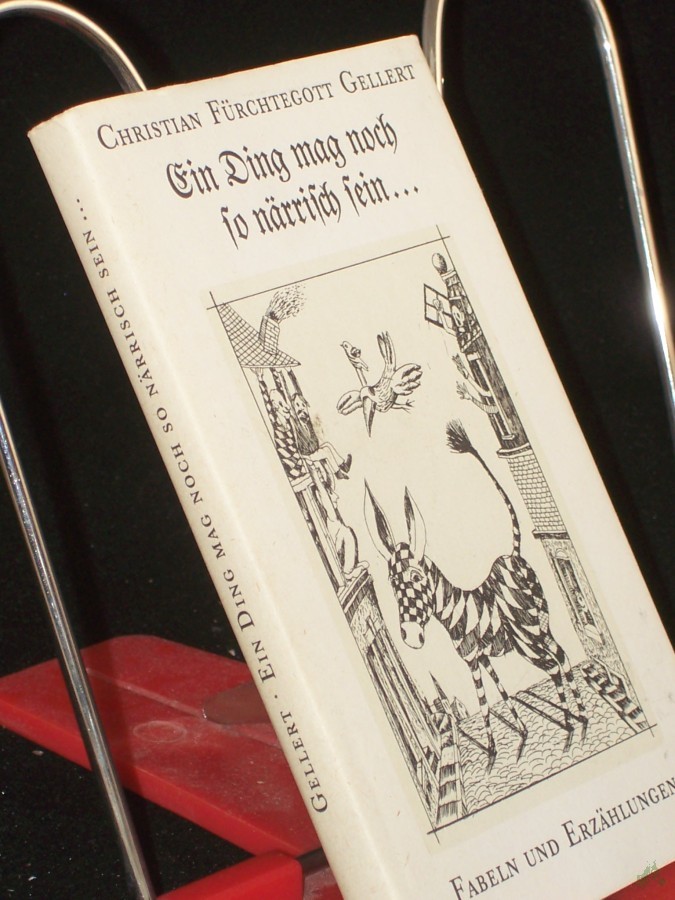 CHRISTIAN FÜRCHTEGOTT GELLERT
Ein Ding mag noch
so närrisch sein...
FABELN UND ERZÄHLUNGEN
GELLERT · EIN DING MAG NOCH SO NÄRRISCH SEIN...